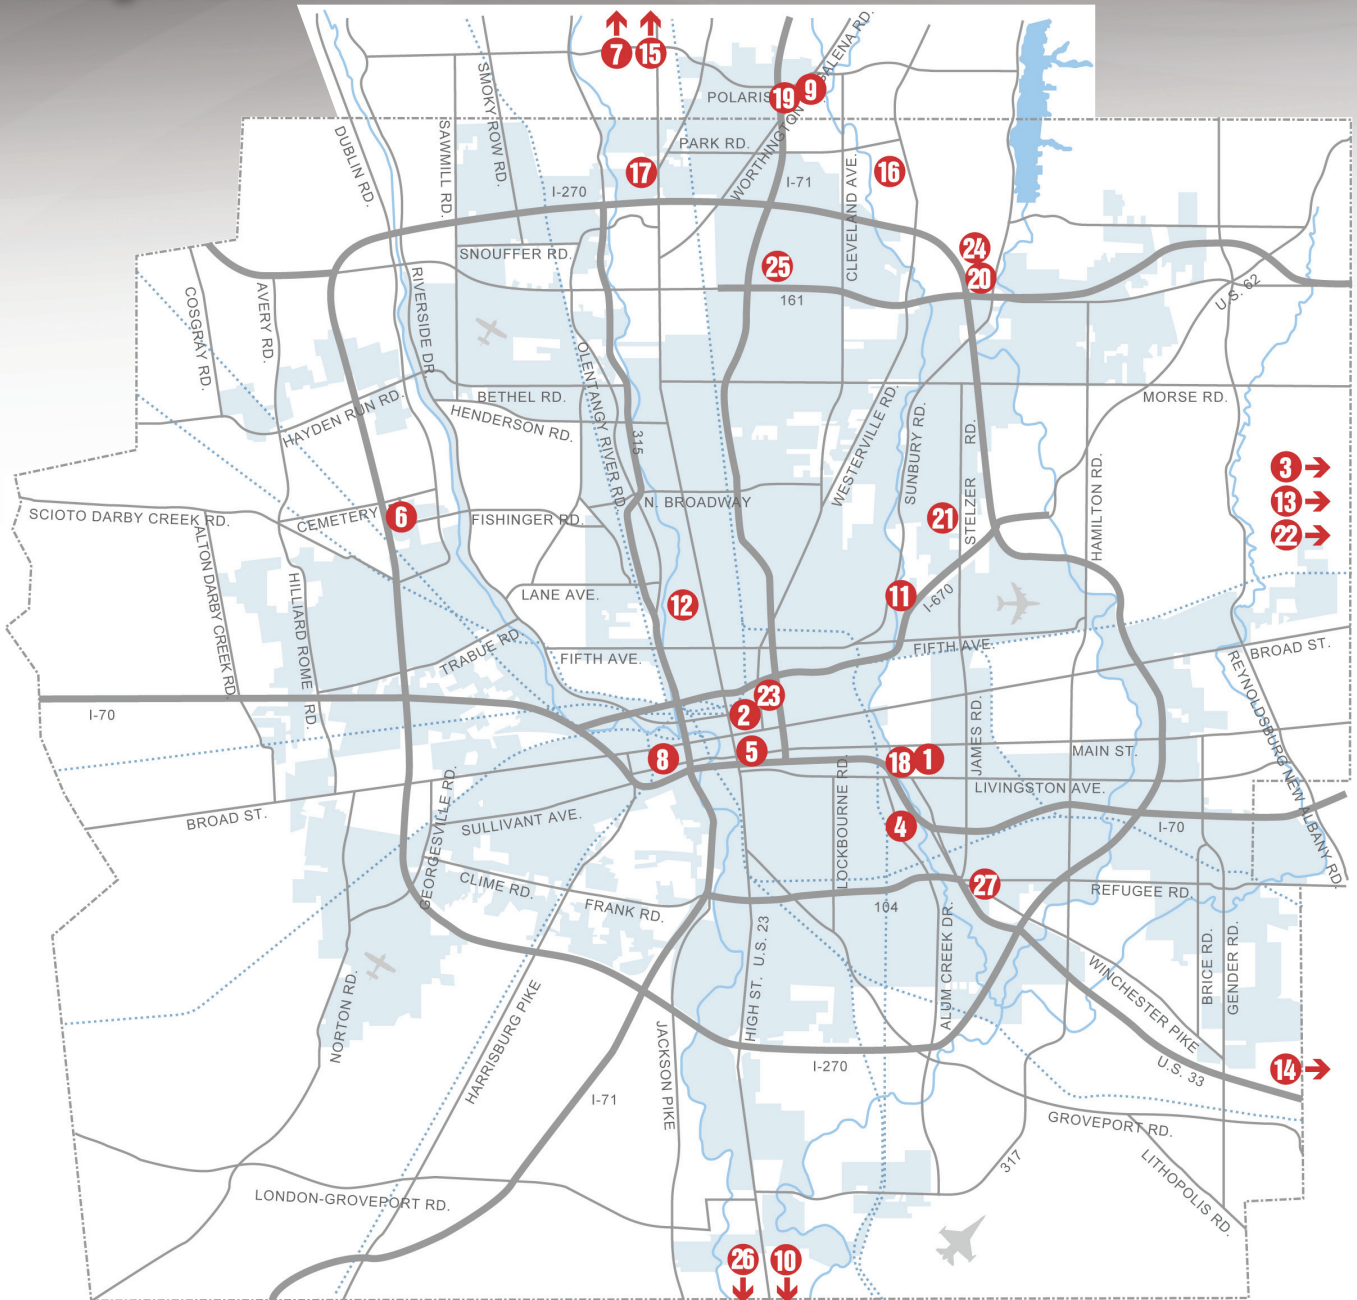 7
15
9
19
POLARIS
GALENA RD.
WORTHINGTON
DUBLIN RD.
SAWMILL RD.
SMOKY ROW RD.
PARK RD.
17
16
I-270
I-71
CLEVELAND AVE.
SNOUFFER RD.
25
24
20
161
U.S. 62
COSGRAY RD.
AVERY RD.
RIVERSIDE DR.
OLENTANGY RIVER RD.
BETHEL RD.
HENDERSON RD.
HAYDEN RUN RD.
315
MORSE RD.
WESTERVILLE RD.
SUNBURY RD.
STELZER RD.
HAMILTON RD.
3
13
22
N. BROADWAY
SCIOTO DARBY CREEK RD.
CEMETERY
6
FISHINGER RD.
21
ALTON DARBY CREEK RD.
HILLIARD ROME RD.
LANE AVE.
12
11
I-670
TRABUE RD.
FIFTH AVE.
FIFTH AVE.
BROAD ST.
REYNOLDSBURG NEW ALBANY RD.
I-70
23
2
5
8
18
1
JAMES RD.
MAIN ST.
LIVINGSTON AVE.
BROAD ST.
GEORGESVILLE RD.
SULLIVANT AVE.
LOCKBOURNE RD.
4
I-70
CLIME RD.
FRANK RD.
104
27
REFUGEE RD.
HIGH ST. U.S. 23
ALUM CREEK DR.
BRICE RD.
GENDER RD.
WINCHESTER PIKE
NORTON RD.
HARRISBURG PIKE
JACKSON PIKE
I-270
U.S. 33
14
I-71
GROVEPORT RD.
317
LITHOPOLIS RD.
LONDON-GROVEPORT RD.
26
10